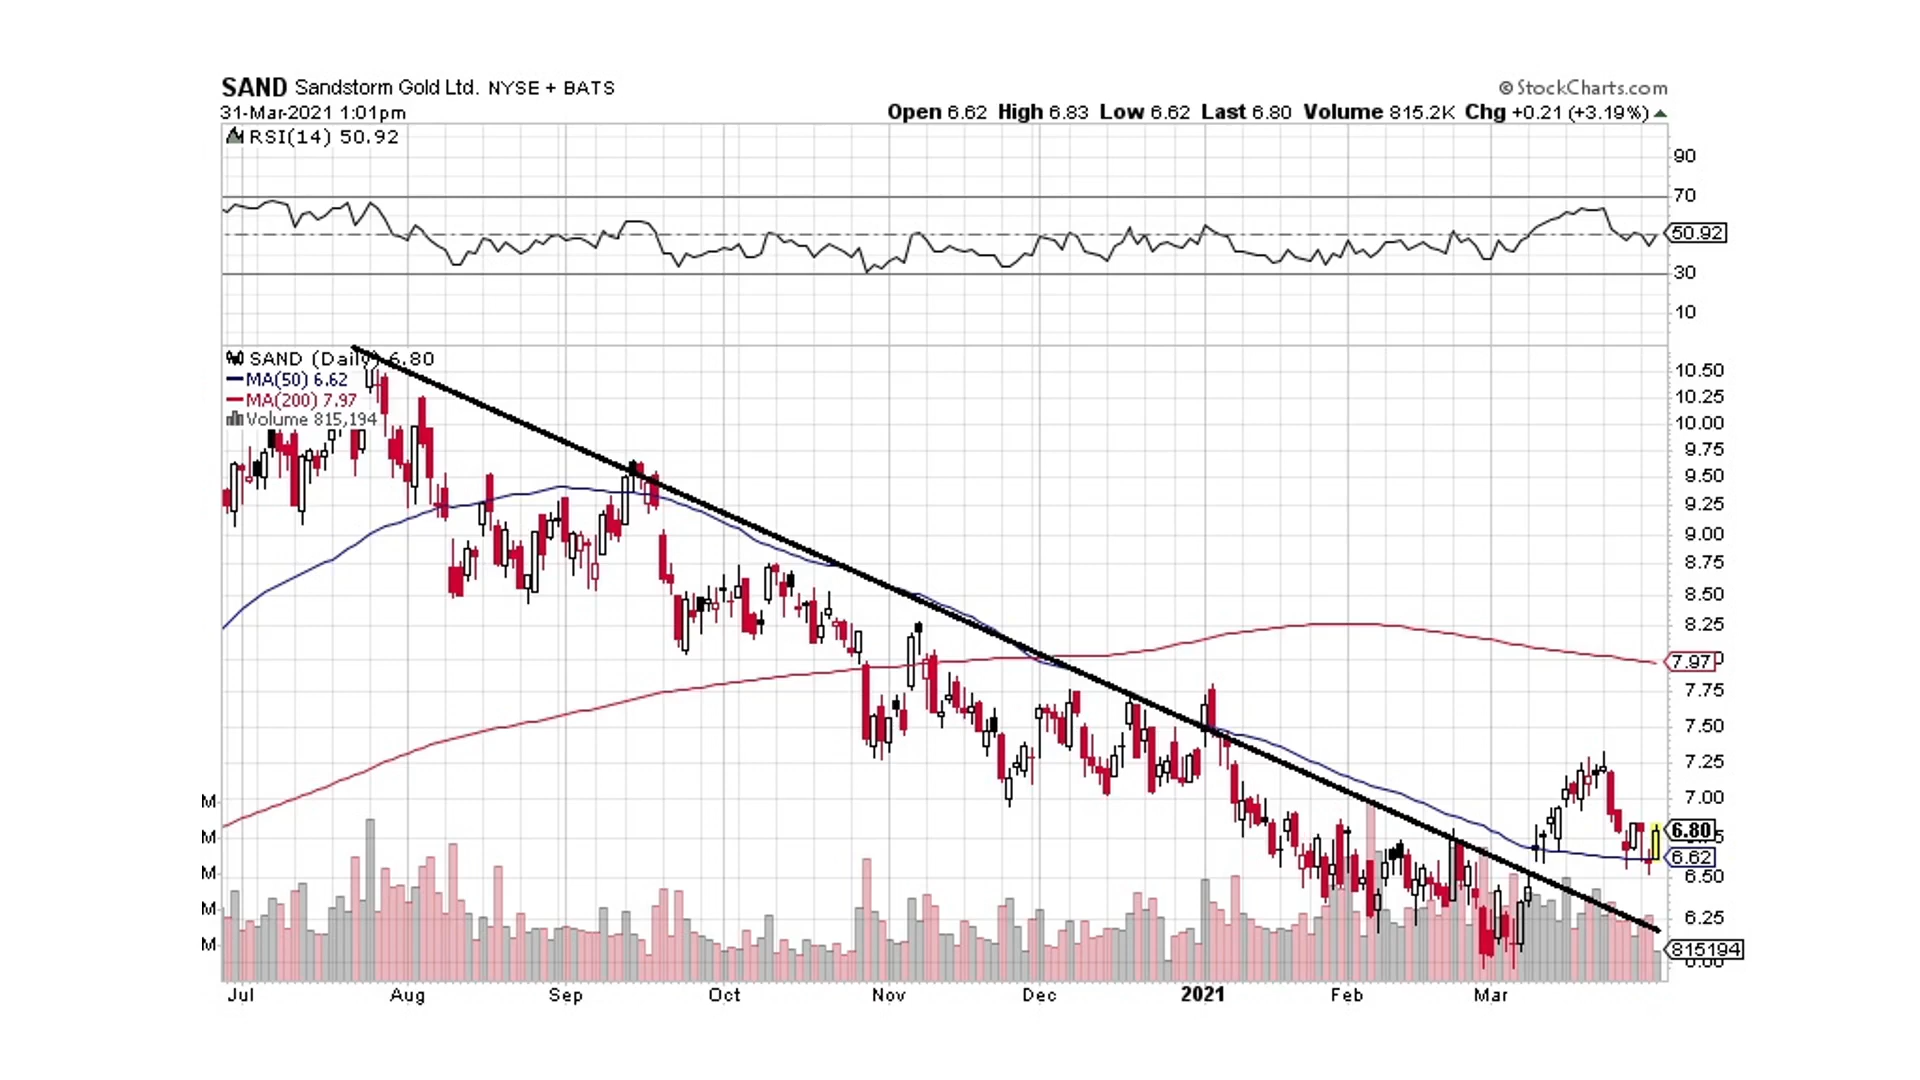 SAND Sandstorm Gold Ltd. NYSE + BATS
© StockCharts.com
31-Mar-2021 1:01pm
Open 6.62 High 6.83 Low 6.62 Last 6.80 Volume 815.2K Chg +0.21 (+3.19%)
RSI(14) 50.92
90
70
50.92
30
10
SAND (Daily) 6.80
MA(50) 6.62
MA(200) 7.97
Volume 815,194
10.50
10.25
10.00
9.75
9.50
9.25
9.00
8.75
8.50
8.25
7.97
7.75
7.50
7.25
7.00
6.80
6.62
6.50
6.25
815194
M
M
M
M
M
Jul Aug Sep Oct Nov Dec 2021 Feb Mar